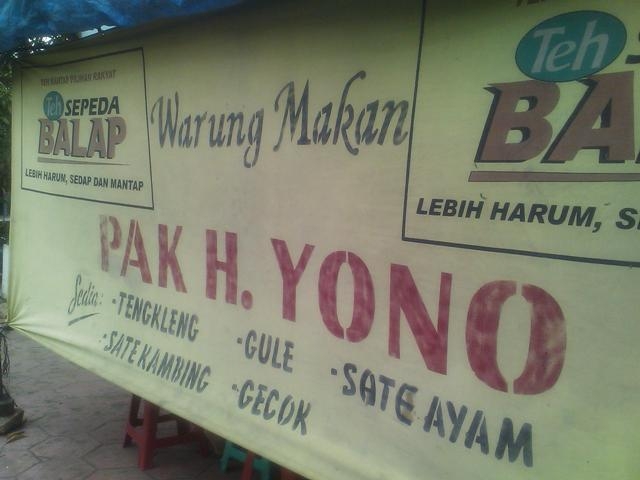 TEH MANTAP PILIHAN RAKYAT
Teh SEPEDA
BALAP
LEBIH HARUM, SEDAP DAN MANTAP
Warung Makan
Teh
BA
LEBIH HARUM, S
PAK H. YONO
Sedia:
- TENGKLENG
- SATE KAMBING
- GULE
- GECOK
- SATE AYAM